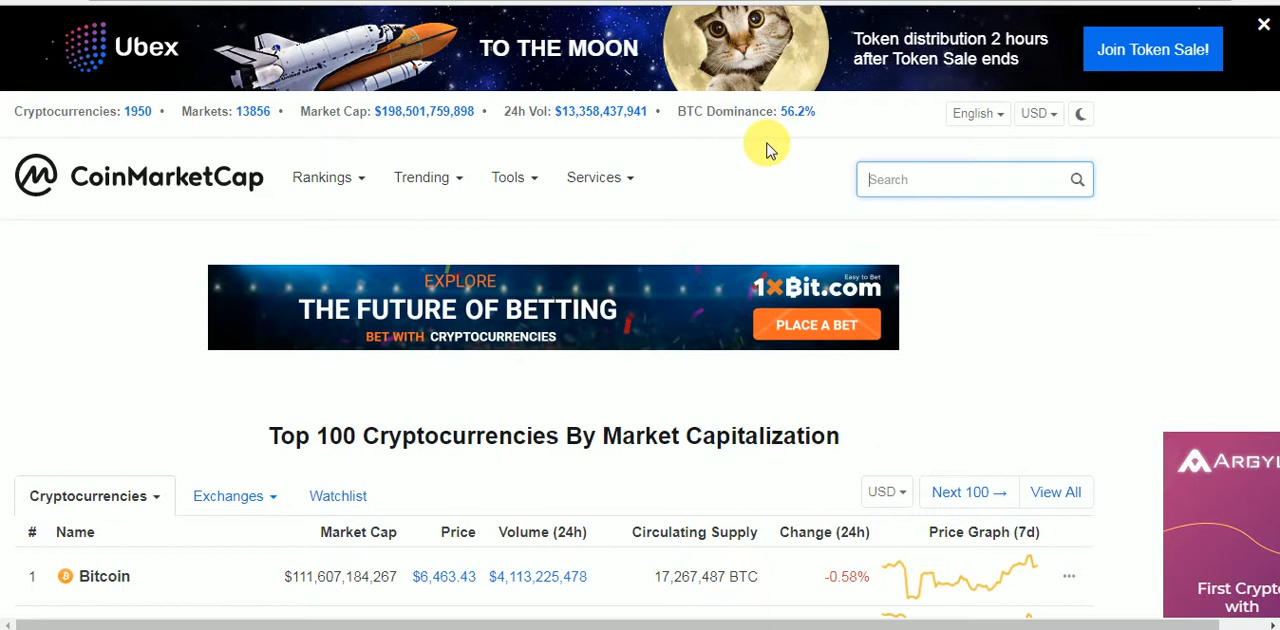 Ubex
TO THE MOON
Token distribution 2 hours
after Token Sale ends
Join Token Sale!
Cryptocurrencies: 1950 • Markets: 13856 • Market Cap: $198,501,759,898 • 24h Vol: $13,358,437,941 • BTC Dominance: 56.2%
English
USD
CoinMarketCap
Rankings
Trending
Tools
Services
Search
EXPLORE
THE FUTURE OF BETTING
BET WITH CRYPTOCURRENCIES
Easy to Bet
1xBit.com
PLACE A BET
Top 100 Cryptocurrencies By Market Capitalization
Cryptocurrencies
Exchanges
Watchlist
USD
Next 100 →
View All
# Name Market Cap Price Volume (24h) Circulating Supply Change (24h) Price Graph (7d)
1 Bitcoin $111,607,184,267 $6,463.43 $4,113,225,478 17,267,487 BTC -0.58%
First
with